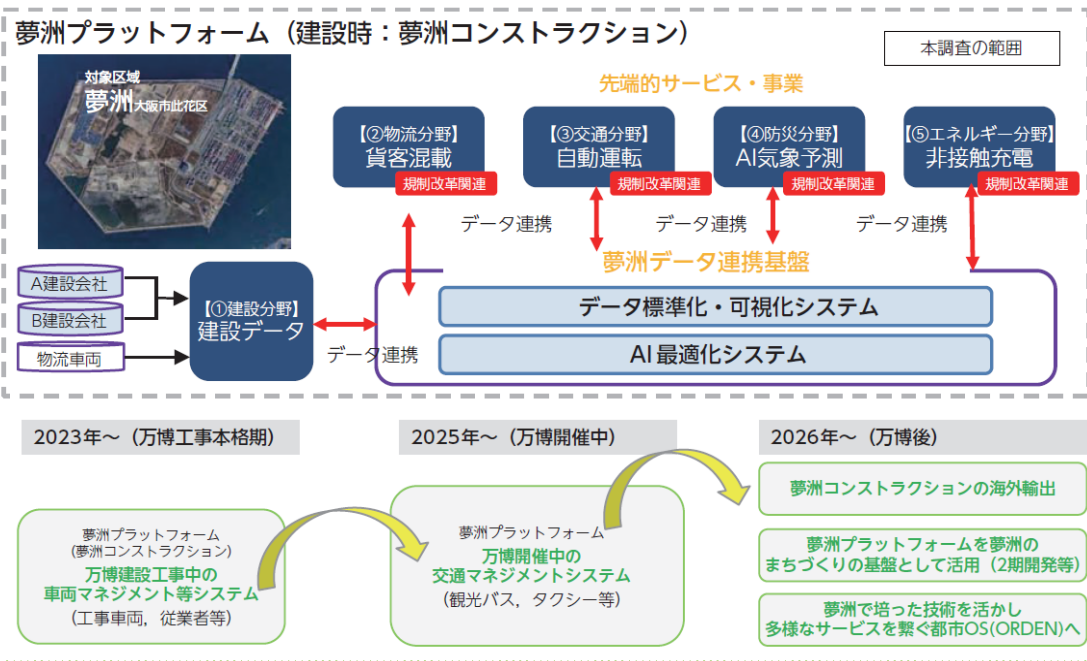 夢洲プラットフォーム（建設時：夢洲コンストラクション）
本調査の範囲
対象区域
夢洲大阪市此花区
先端的サービス・事業
【②物流分野】
貨客混載
規制改革関連
【③交通分野】
自動運転
規制改革関連
【④防災分野】
AI気象予測
規制改革関連
【⑤エネルギー分野】
非接触充電
規制改革関連
データ連携
データ連携
データ連携
夢洲データ連携基盤
A建設会社
B建設会社
物流車両
【①建設分野】
建設データ
データ連携
データ標準化・可視化システム
AI最適化システム
2023年～（万博工事本格期）
2025年～（万博開催中）
2026年～（万博後）
夢洲プラットフォーム
(夢洲コンストラクション)
万博建設工事中の
車両マネジメント等システム
(工事車両，従業者等)
夢洲プラットフォーム
万博開催中の
交通マネジメントシステム
(観光バス，タクシー等)
夢洲コンストラクションの海外輸出
夢洲プラットフォームを夢洲の
まちづくりの基盤として活用（2期開発等）
夢洲で培った技術を活かし
多様なサービスを繋ぐ都市OS(ORDEN)へ